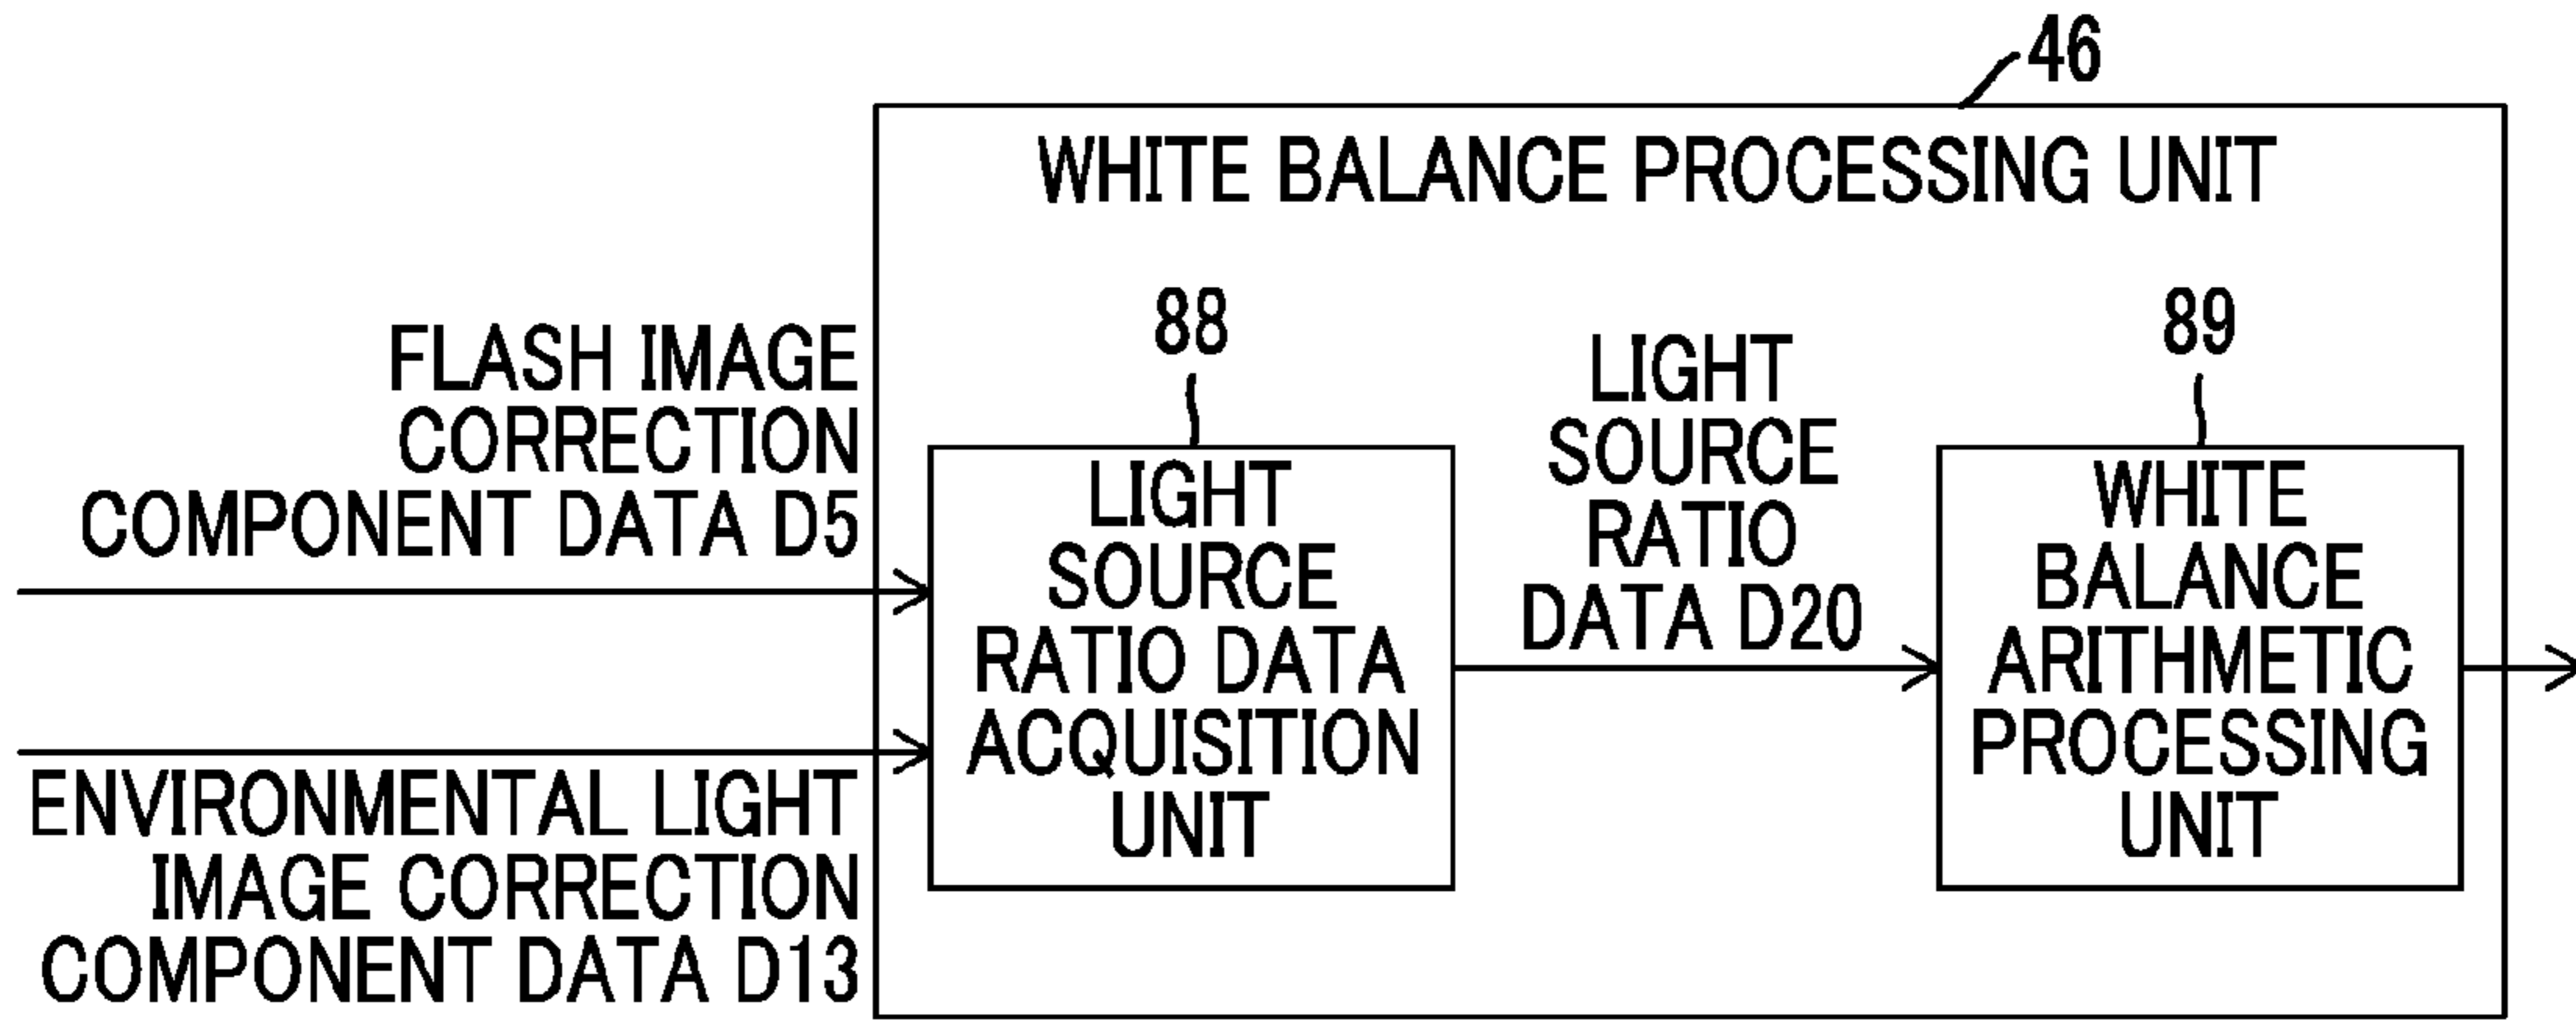 46
WHITE BALANCE PROCESSING UNIT
FLASH IMAGE
CORRECTION
COMPONENT DATA D5
ENVIRONMENTAL LIGHT
IMAGE CORRECTION
COMPONENT DATA D13
88
LIGHT
SOURCE
RATIO DATA
ACQUISITION
UNIT
LIGHT
SOURCE
RATIO
DATA D20
89
WHITE
BALANCE
ARITHMETIC
PROCESSING
UNIT